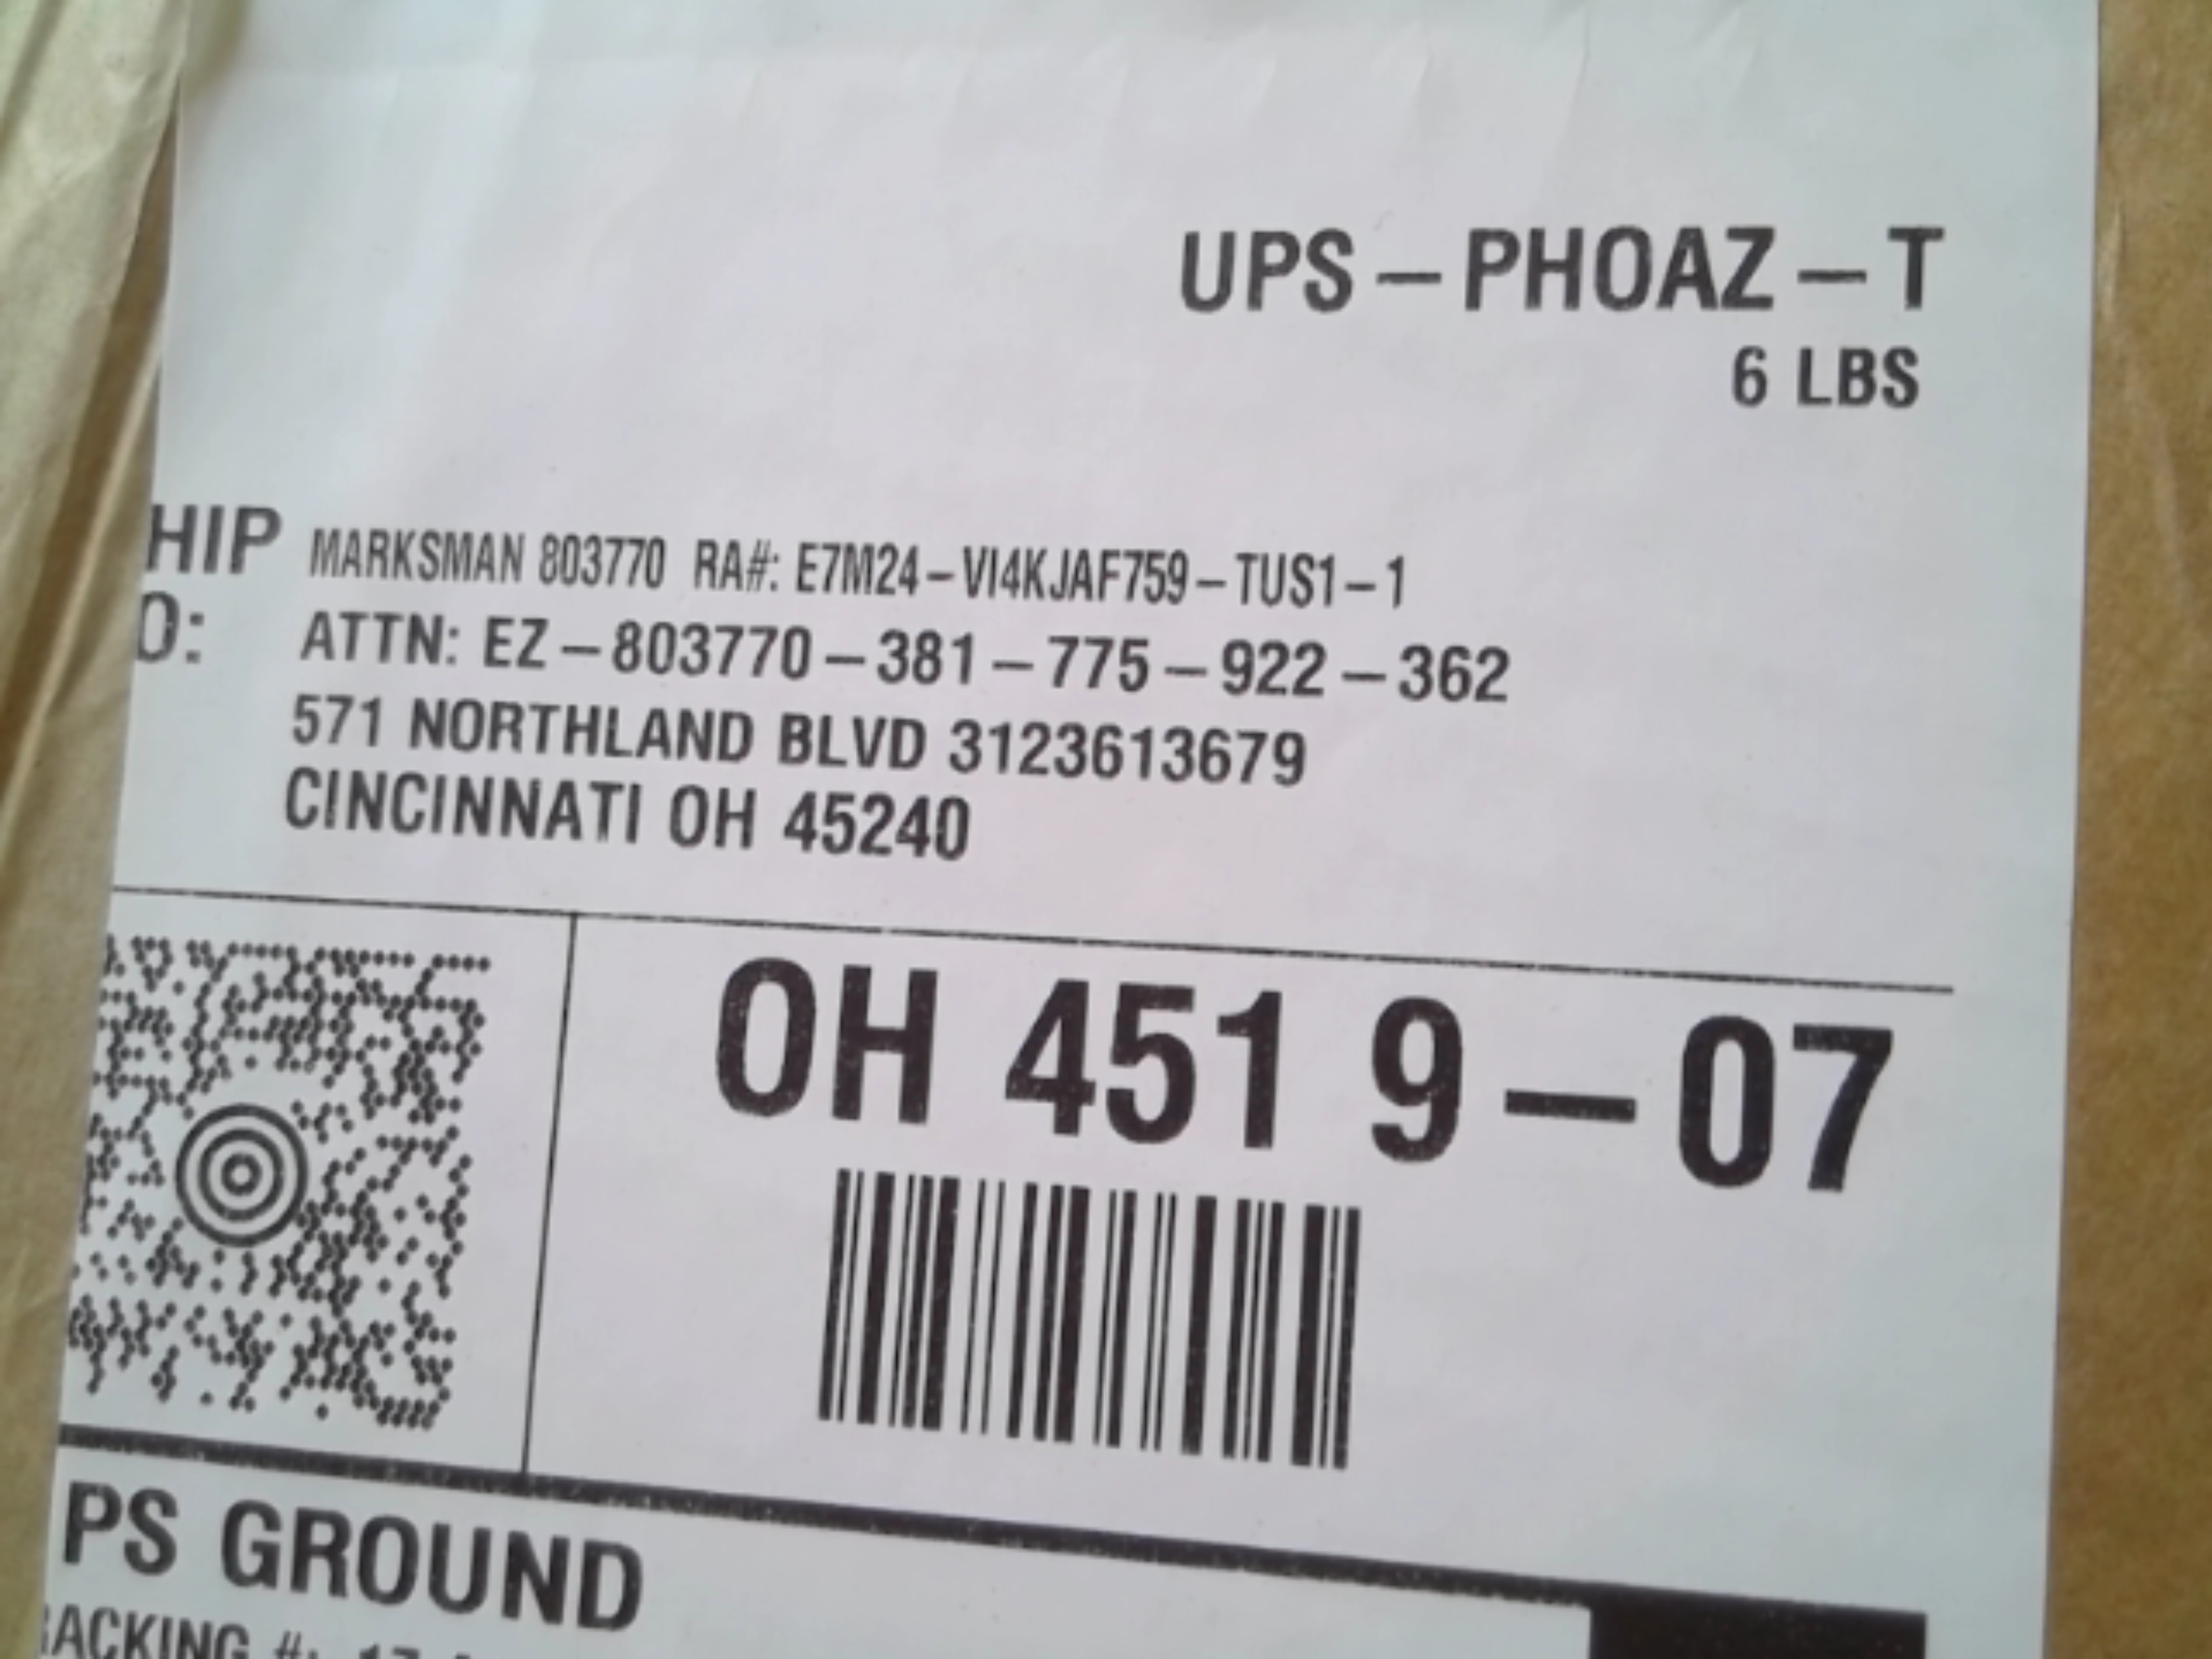 UPS-PHOAZ-T
6 LBS
HIP
O:
MARKSMAN 803770 RA#: E7M24-VI4KJAF759-TUS1-1
ATTN: EZ-803770-381-775-922-362
571 NORTHLAND BLVD 3123613679
CINCINNATI OH 45240
OH 451 9-07
PS GROUND
ACKING #: